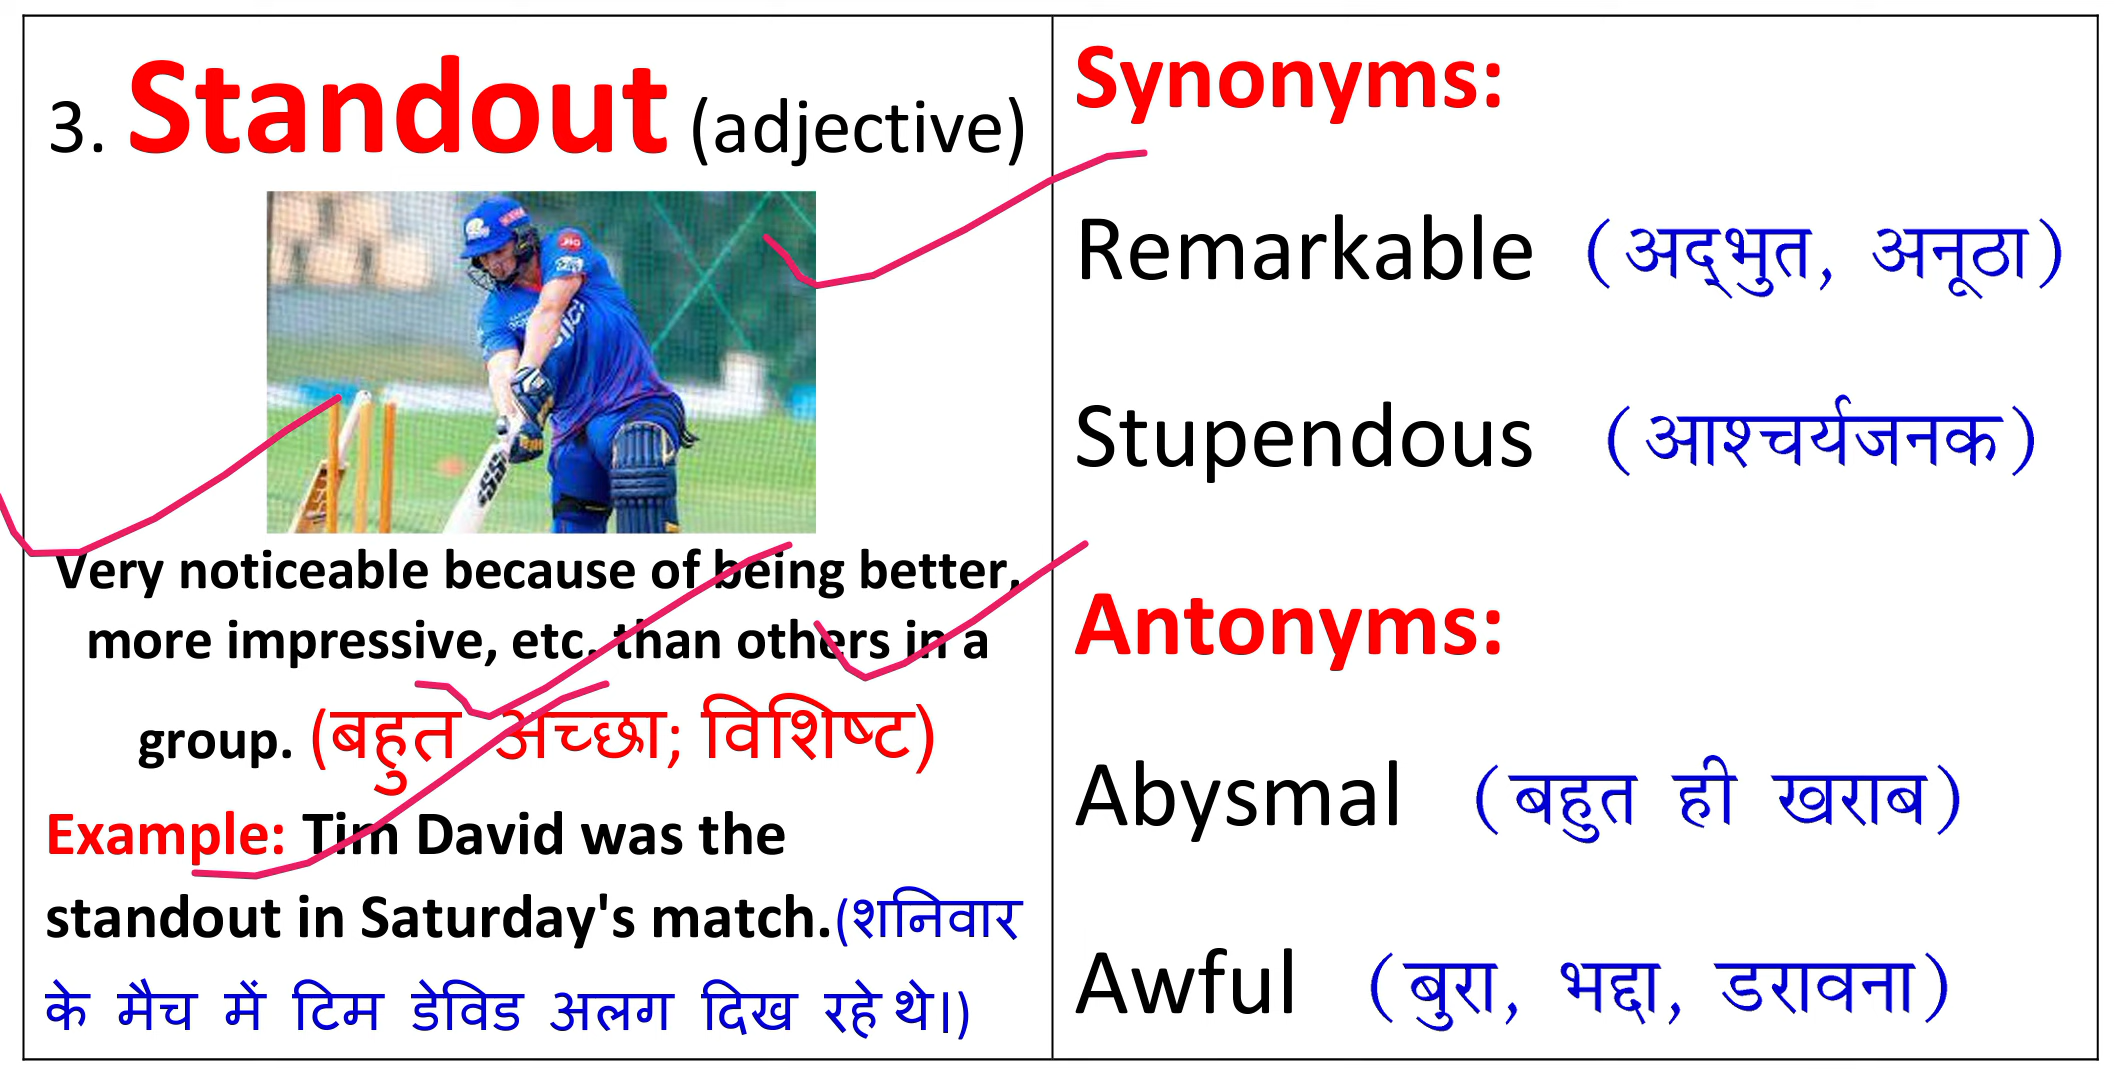 3. Standout (adjective)
Very noticeable because of being better,
more impressive, etc. than others in a
group. (बहुत अच्छा; विशिष्ट)
Example: Tim David was the
standout in Saturday's match.(शनिवार
के मैच में टिम डेविड अलग दिख रहे थे।)
Synonyms:
Remarkable (अद्भुत, अनूठा)
Stupendous (आश्चर्यजनक)
Antonyms:
Abysmal (बहुत ही खराब)
Awful (बुरा, भद्दा, डरावना)